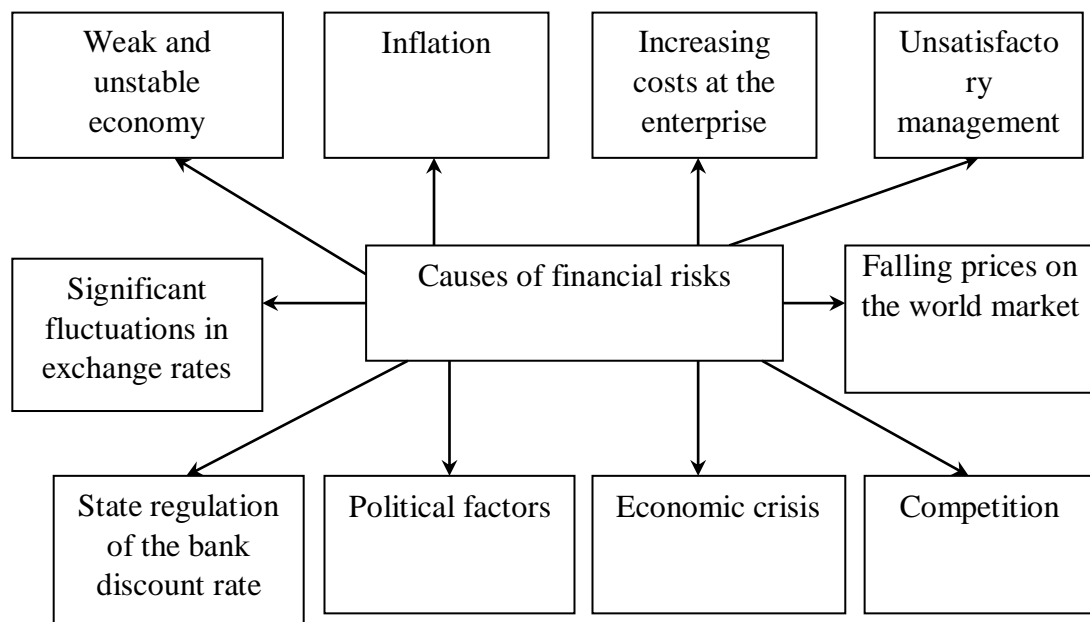 Weak and
unstable
economy
Inflation
Increasing
costs at the
enterprise
Unsatisfacto
ry
management
Causes of financial risks
Significant
fluctuations in
exchange rates
Falling prices on
the world market
State regulation
of the bank
discount rate
Political factors
Economic crisis
Competition